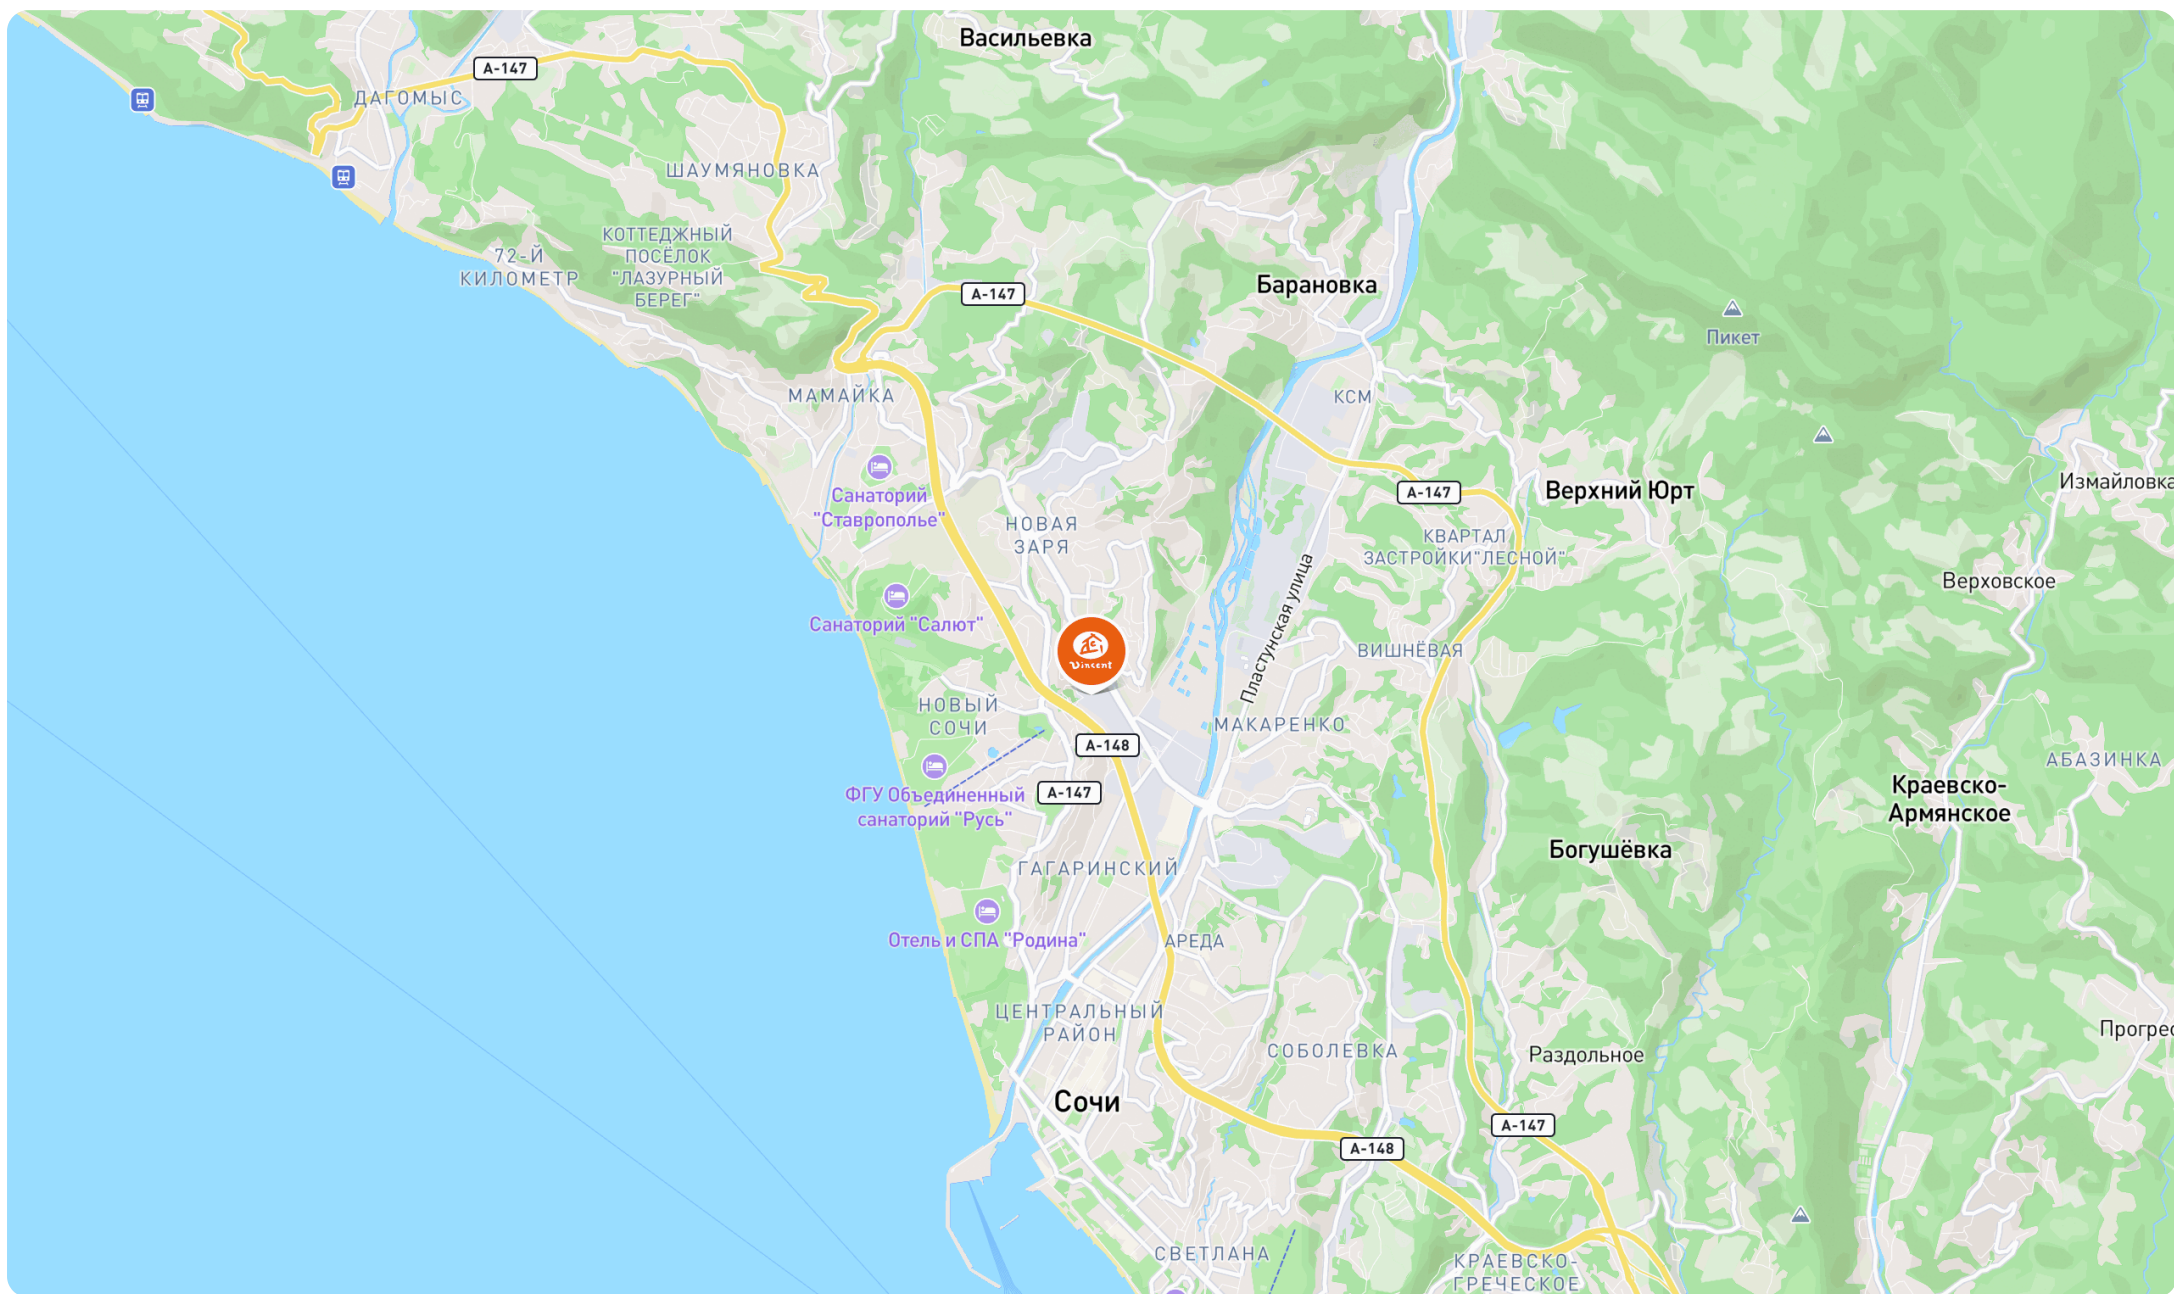 Васильевка
А-147
ДАГОМЫС
ШАУМЯНОВКА
КОТТЕДЖНЫЙ
ПОСЁЛОК
"ЛАЗУРНЫЙ
БЕРЕГ"
72-Й
КИЛОМЕТР
Барановка
А-147
Пикет
МАМАЙКА
КСМ
Санаторий
"Ставрополье"
А-147
Верхний Юрт
Измайловка
НОВАЯ
ЗАРЯ
КВАРТАЛ
ЗАСТРОЙКИ"ЛЕСНОЙ"
Верховское
Санаторий "Салют"
Пластунская улица
Vincent
ВИШНЁВАЯ
НОВЫЙ
СОЧИ
МАКАРЕНКО
А-148
АБАЗИНКА
А-147
ФГУ Объединенный
санаторий "Русь"
Краевско-
Армянское
Богушёвка
ГАГАРИНСКИЙ
Отель и СПА "Родина"
АРЕДА
ЦЕНТРАЛЬНЫЙ
РАЙОН
Прогрес
СОБОЛЕВКА
Раздольное
Сочи
А-147
А-148
СВЕТЛАНА
КРАЕВСКО-
ГРЕЧЕСКОЕ